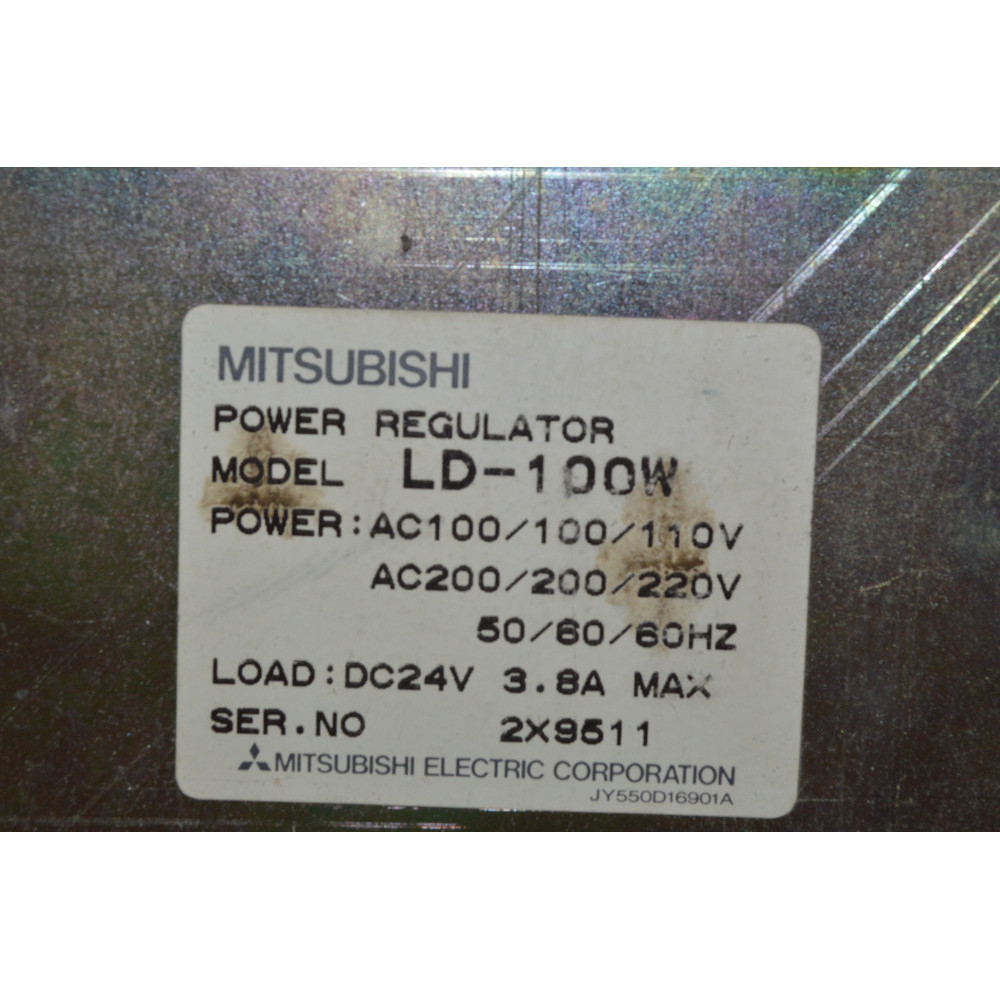 MITSUBISHI
POWER REGULATOR
MODEL LD-100W
POWER:AC100/100/110V
AC200/200/220V
50/60/60HZ
LOAD:DC24V 3.8A MAX
SER.NO 2X9511
MITSUBISHI ELECTRIC CORPORATION
JY550D16901A